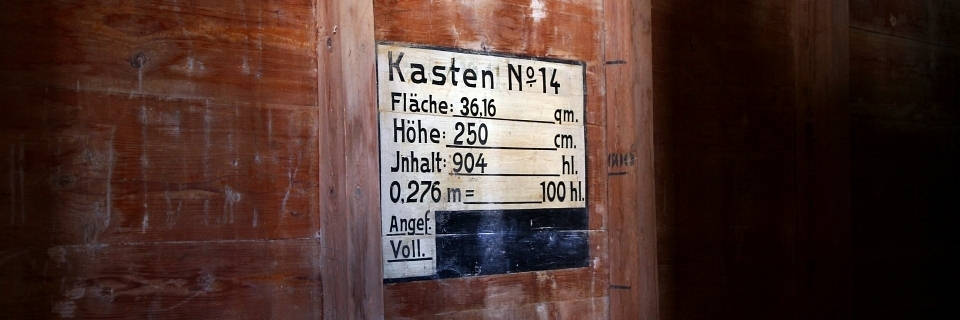 Kasten No 14
Fläche: 36,16 qm.
Höhe: 250 cm.
Jnhalt: 904 hl.
0,276 m = 100 hl.
Angef.
Voll.